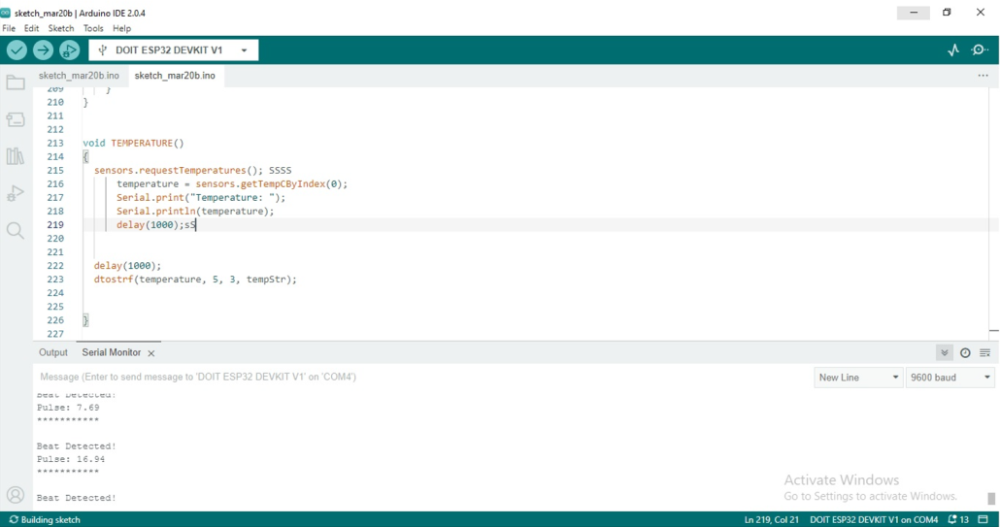 sketch_mar20b | Arduino IDE 2.0.4
File Edit Sketch Tools Help
DOIT ESP32 DEVKIT V1
sketch_mar20b.ino sketch_mar20b.ino
209 }
210 }
211
212
213 void TEMPERATURE()
214 {
215 sensors.requestTemperatures(); SSSS
216 temperature = sensors.getTempCByIndex(0);
217 Serial.print("Temperature: ");
218 Serial.println(temperature);
219 delay(1000);sS
220
221
222 delay(1000);
223 dtostrf(temperature, 5, 3, tempStr);
224
225
226 }
227
Output Serial Monitor
Message (Enter to send message to 'DOIT ESP32 DEVKIT V1' on 'COM4') New Line 9600 baud
Beat Detected!
Pulse: 7.69
***********
Beat Detected!
Pulse: 16.94
***********
Beat Detected!
Activate Windows
Go to Settings to activate Windows.
Building sketch Ln 219, Col 21 DOIT ESP32 DEVKIT V1 on COM4 13